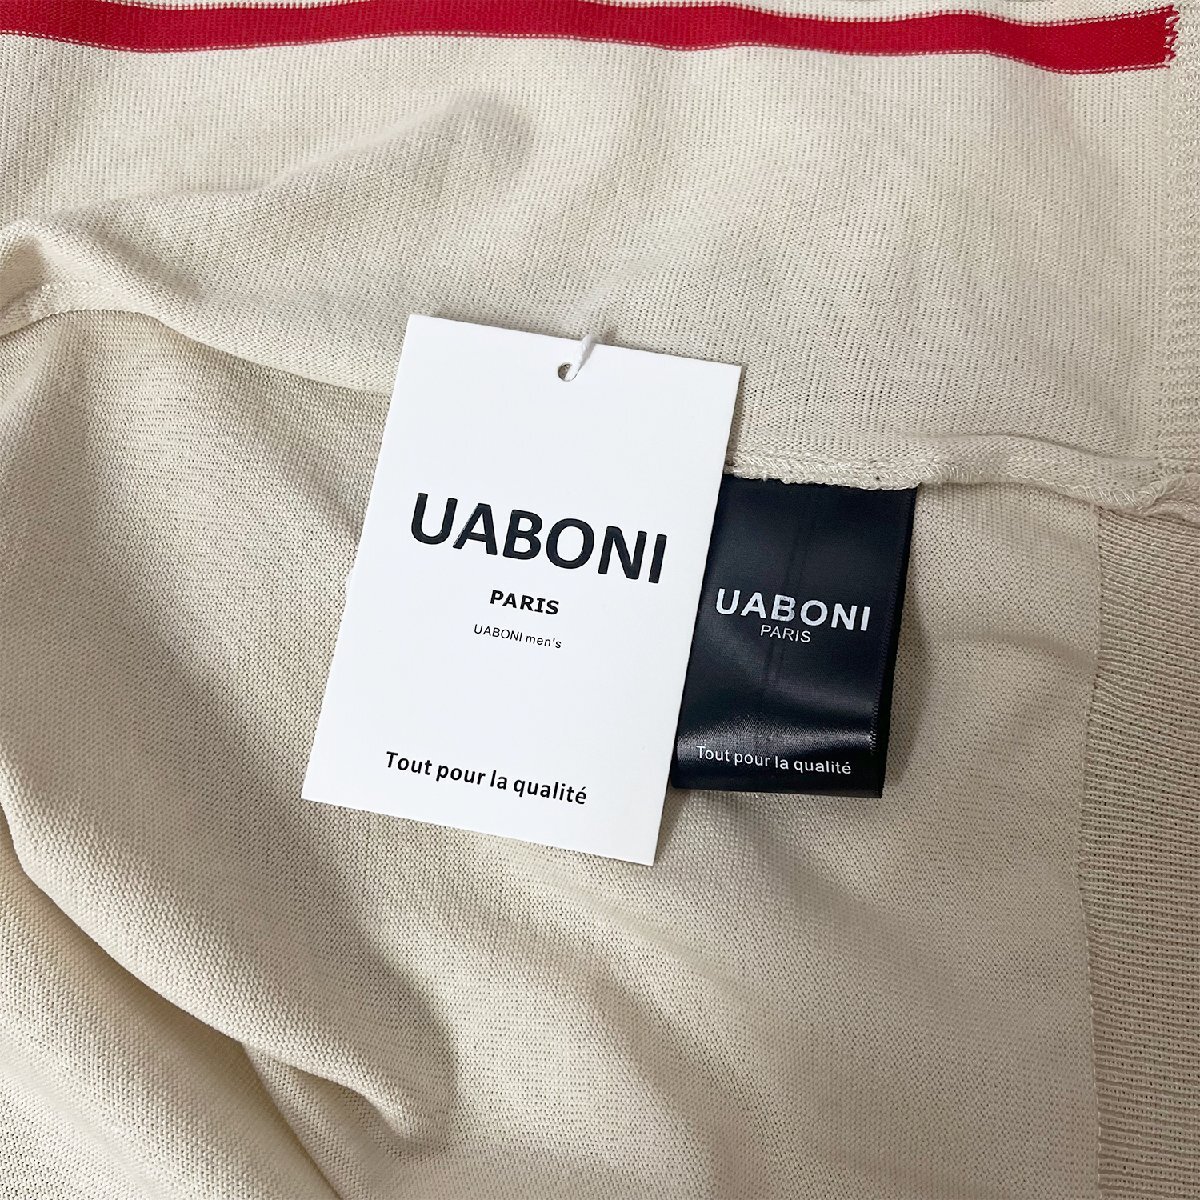 UABONI
PARIS
UABONI men's
Tout pour la qualité
UABONI
PARIS
Tout pour la qualité